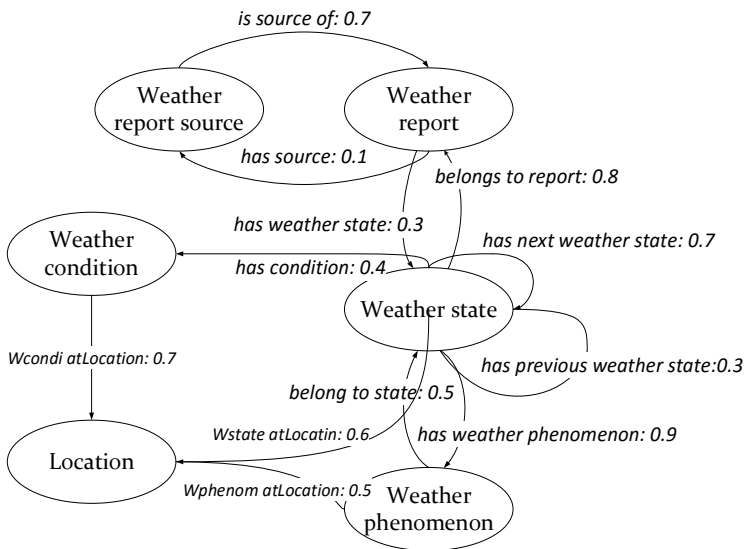 is source of: 0.7
Weather
report source
Weather
report
has source: 0.1
belongs to report: 0.8
has weather state: 0.3
Weather
condition
has next weather state: 0.7
has condition: 0.4
Weather state
Wcondi atLocation: 0.7
has previous weather state:0.3
belong to state: 0.5
Wstate atLocatin: 0.6
has weather phenomenon: 0.9
Location
Wphenom atLocation: 0.5
Weather
phenomenon